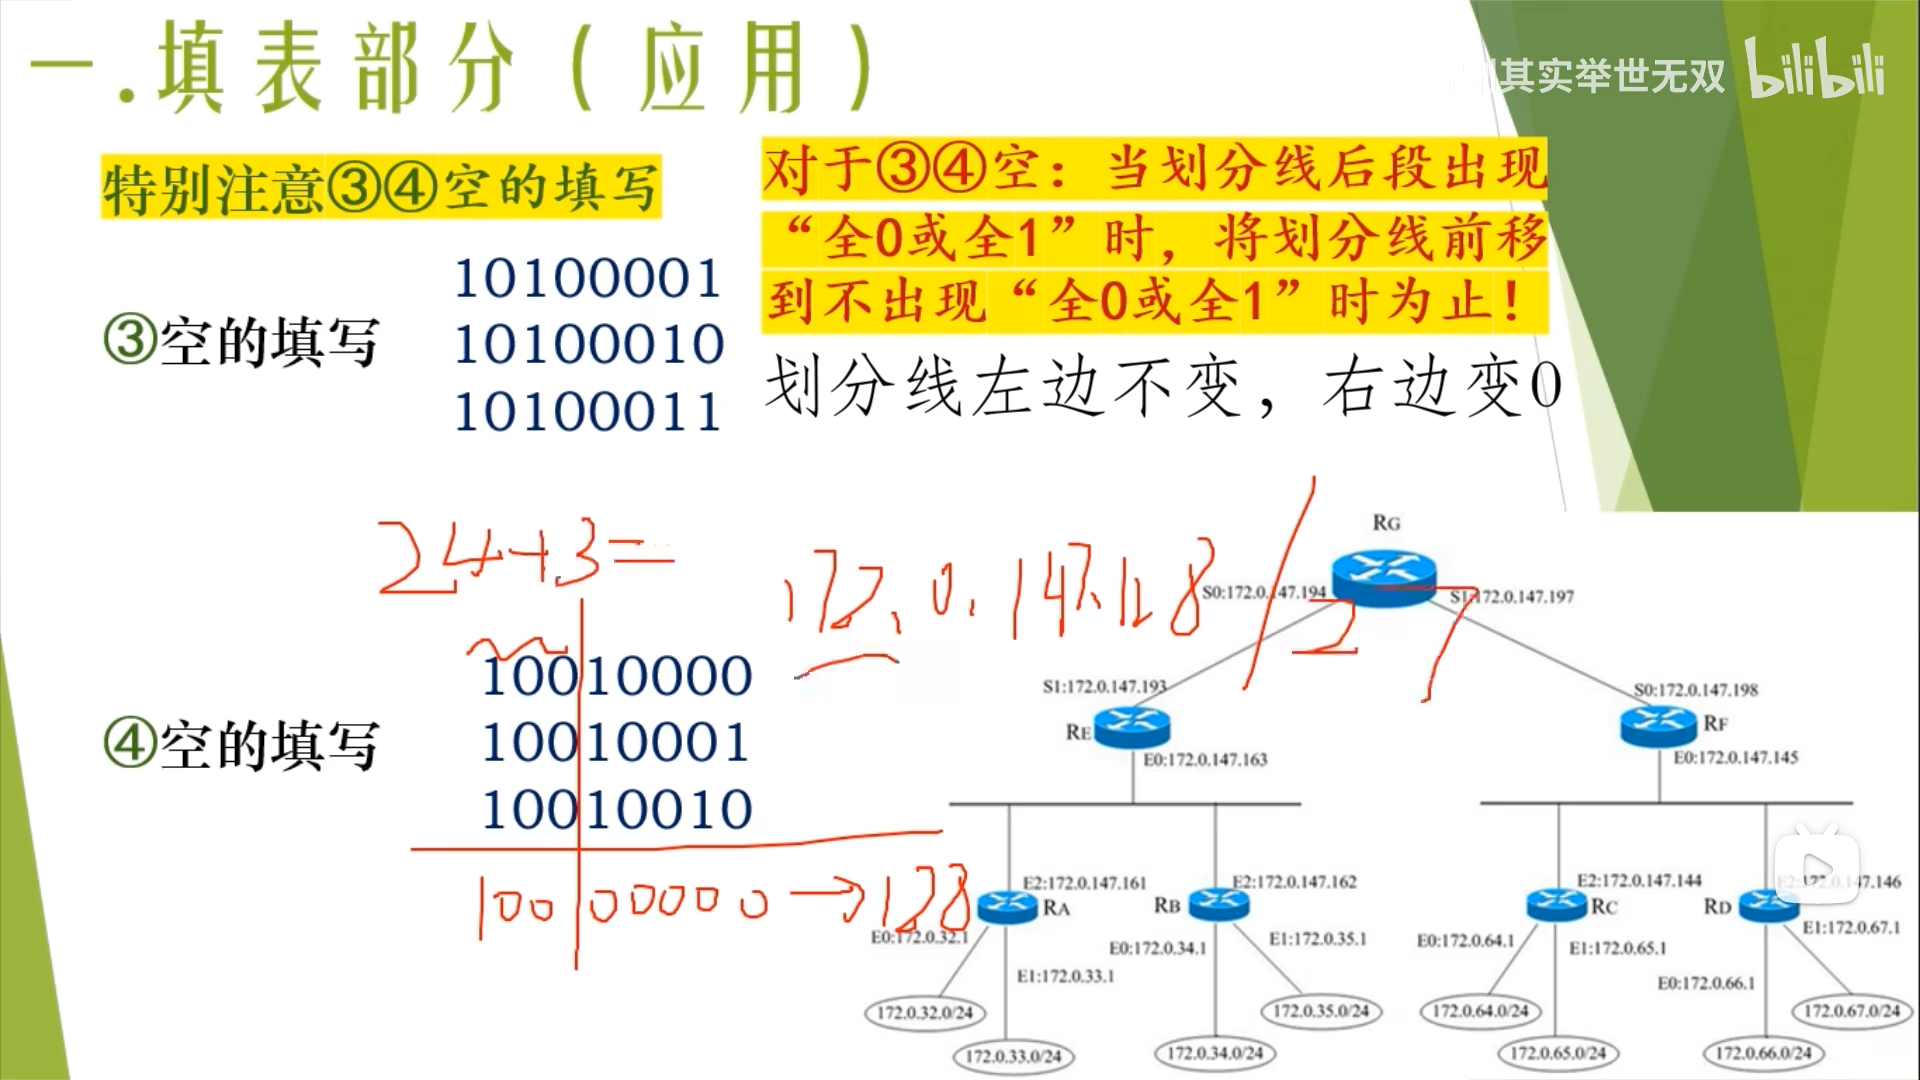 一.填表部分（应用）
其实举世无双 bilibili
特别注意③④空的填写
对于③④空：当划分线后段出现
“全0或全1”时，将划分线前移
到不出现“全0或全1”时为止！
划分线左边不变，右边变0
③空的填写
10100001
10100010
10100011
24+3=
172.0.147.128/27
④空的填写
10010000
10010001
10010010
10000000→128
RG
S0:172.0.147.194
S1:172.0.147.197
S1:172.0.147.193
S0:172.0.147.198
RE
RF
E0:172.0.147.163
E0:172.0.147.145
E2:172.0.147.161
E2:172.0.147.162
E2:172.0.147.144
E2:172.0.147.146
RA
RB
RC
RD
E0:172.0.32.1
E1:172.0.33.1
E0:172.0.34.1
E1:172.0.35.1
E0:172.0.64.1
E1:172.0.65.1
E0:172.0.66.1
E1:172.0.67.1
172.0.32.0/24
172.0.35.0/24
172.0.64.0/24
172.0.67.0/24
172.0.33.0/24
172.0.34.0/24
172.0.65.0/24
172.0.66.0/24